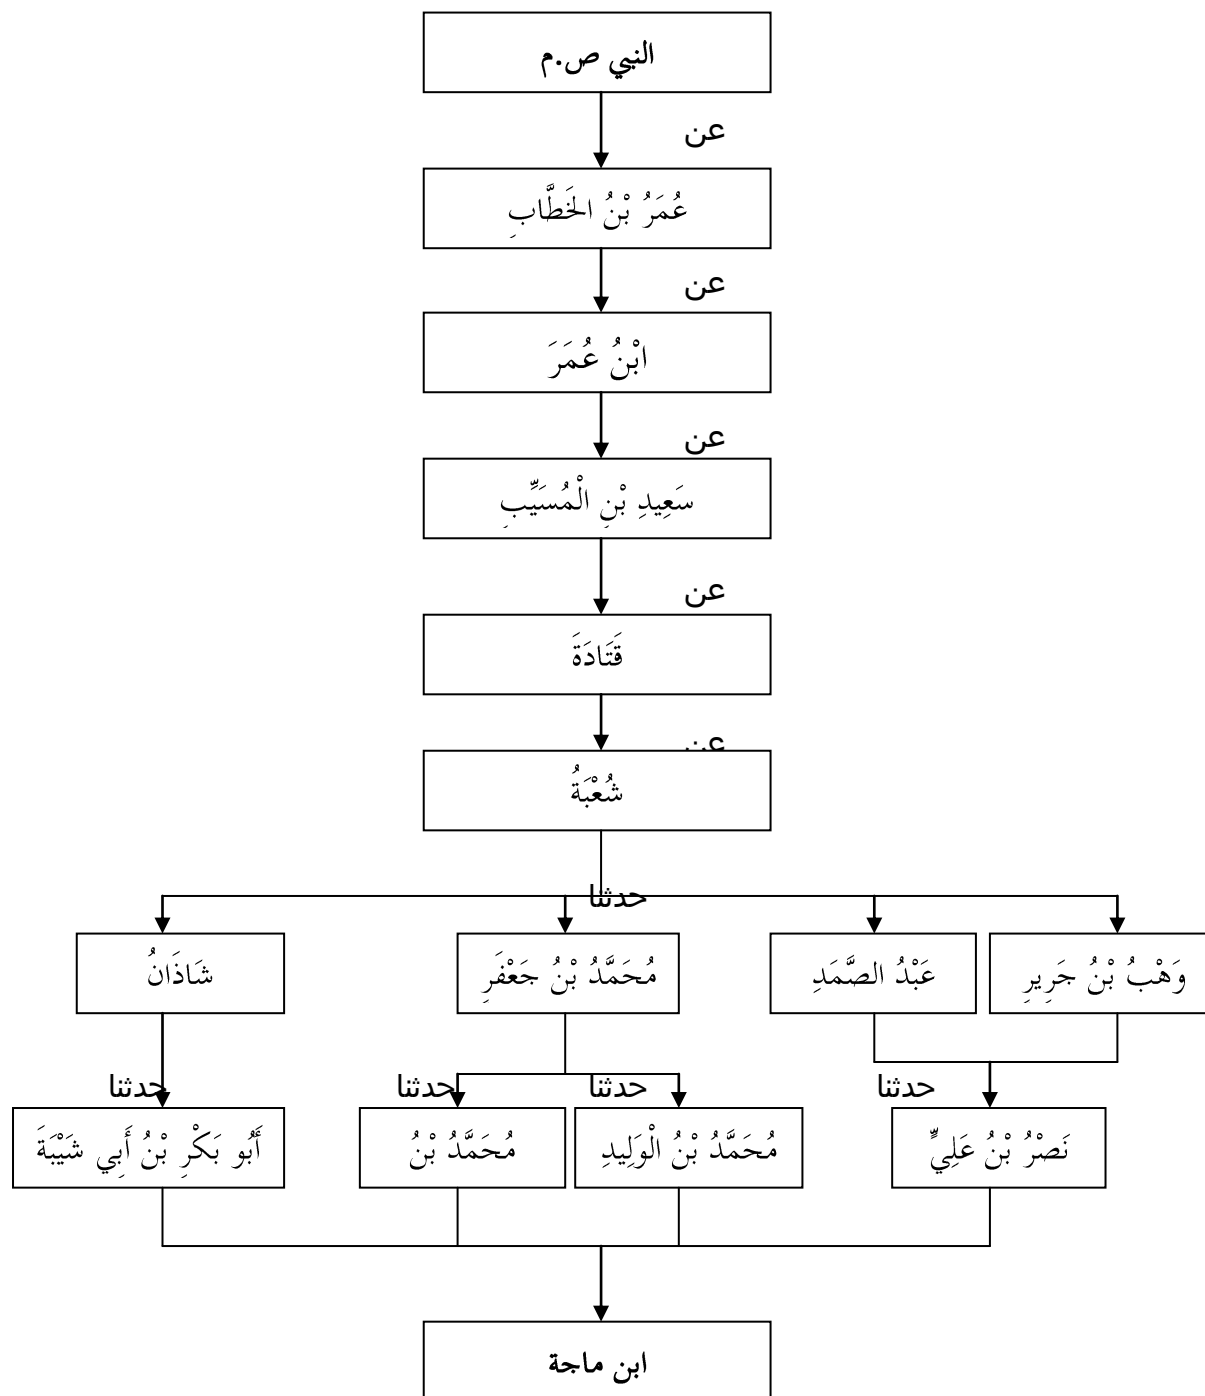 النبي ص.م
عن
عُمَرُ بْنُ الخَطَّابِ
عن
ابْنُ عُمَرَ
عن
سَعِيدِ بْنِ الْمُسَيِّبِ
عن
قَتَادَةَ
عن
شُعْبَةُ
حدثنا
وَهْبُ بْنُ جَرِيرِ
عَبْدُ الصَّمَدِ
مُحَمَّدُ بْنُ جَعْفَرِ
شَاذَانُ
حدثنا
حدثنا
حدثنا
حدثنا
نَصْرُ بْنُ عَلِيٍّ
مُحَمَّدُ بْنُ الْوَلِيدِ
مُحَمَّدُ بْنُ
أَبُو بَكْرِ بْنُ أَبِي شَيْبَةَ
ابن ماجة